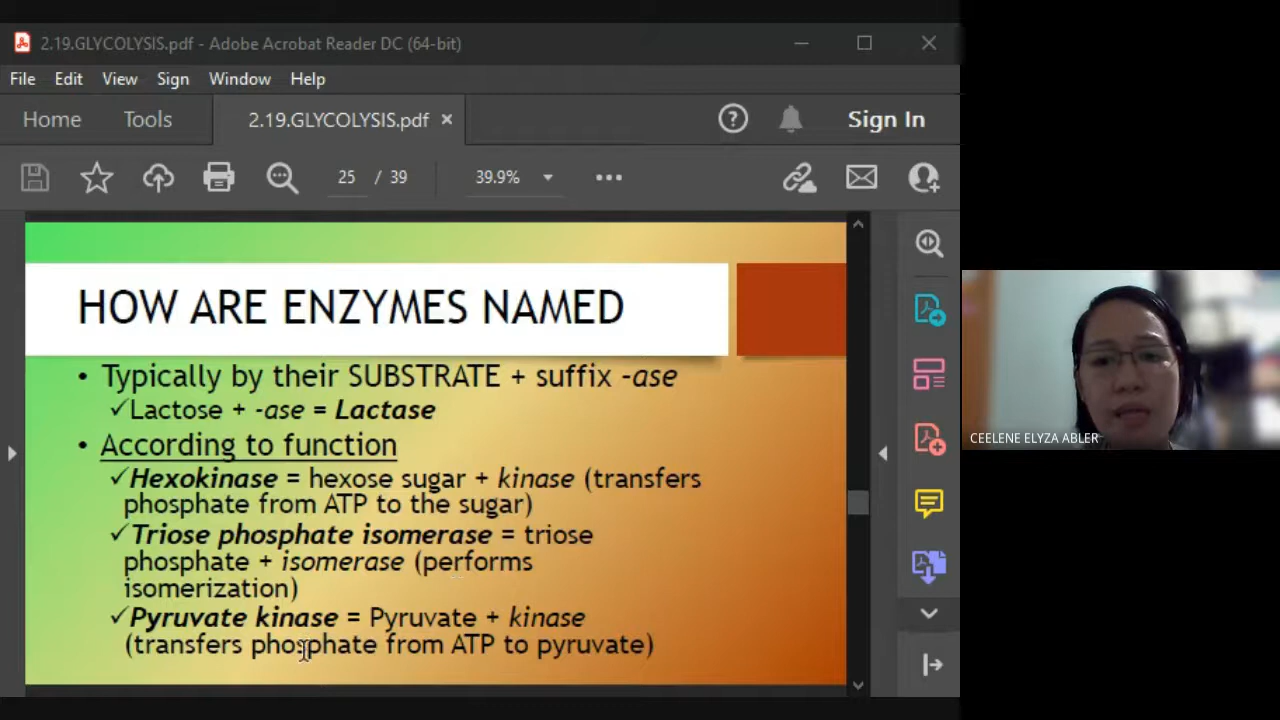 2.19.GLYCOLYSIS.pdf - Adobe Acrobat Reader DC (64-bit)
File Edit View Sign Window Help
Home Tools 2.19.GLYCOLYSIS.pdf × Sign In
25 / 39 39.9%
HOW ARE ENZYMES NAMED
• Typically by their SUBSTRATE + suffix -ase
✓Lactose + -ase = Lactase
• According to function
✓Hexokinase = hexose sugar + kinase (transfers
phosphate from ATP to the sugar)
✓Triose phosphate isomerase = triose
phosphate + isomerase (performs
isomerization)
✓Pyruvate kinase = Pyruvate + kinase
(transfers phosphate from ATP to pyruvate)
CEELENE ELYZA ABLER